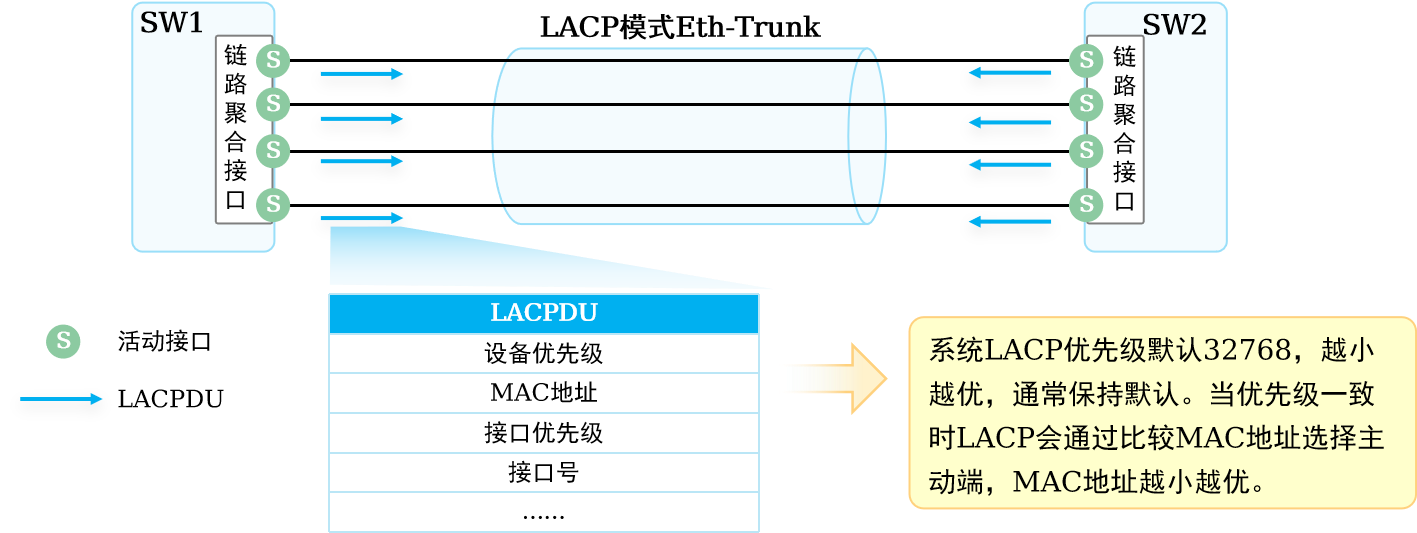 SW1
LACP模式Eth-Trunk
SW2
链路聚合接口
S
S
S
S
S
S
S
S
链路聚合接口
LACPDU
设备优先级
MAC地址
接口优先级
接口号
......
S 活动接口
LACPDU
系统LACP优先级默认32768，越小
越优，通常保持默认。当优先级一致
时LACP会通过比较MAC地址选择主
动端，MAC地址越小越优。